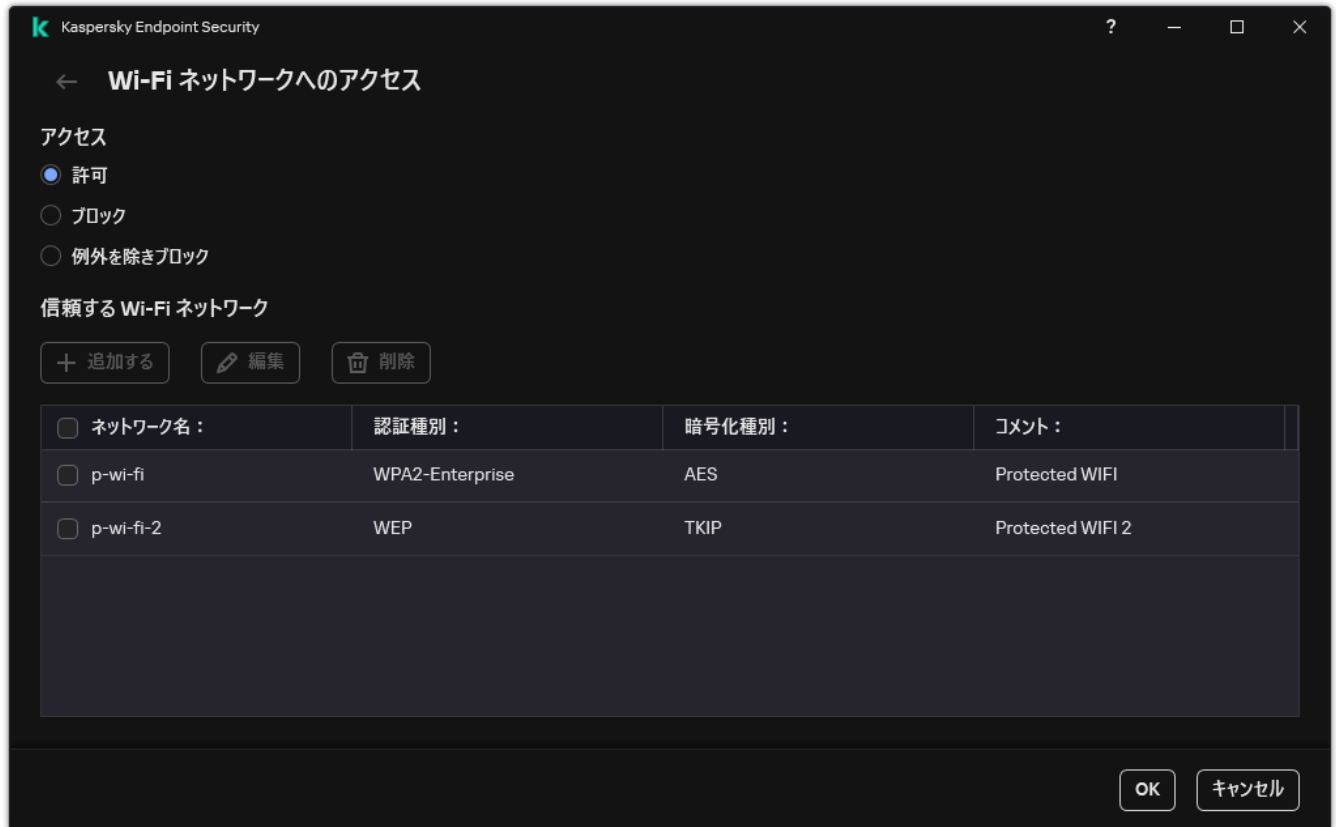 Kaspersky Endpoint Security
Wi-Fi ネットワークへのアクセス
アクセス
許可
ブロック
例外を除きブロック
信頼する Wi-Fi ネットワーク
追加する 編集 削除
ネットワーク名： 認証種別： 暗号化種別： コメント：
p-wi-fi WPA2-Enterprise AES Protected WIFI
p-wi-fi-2 WEP TKIP Protected WIFI 2
OK キャンセル